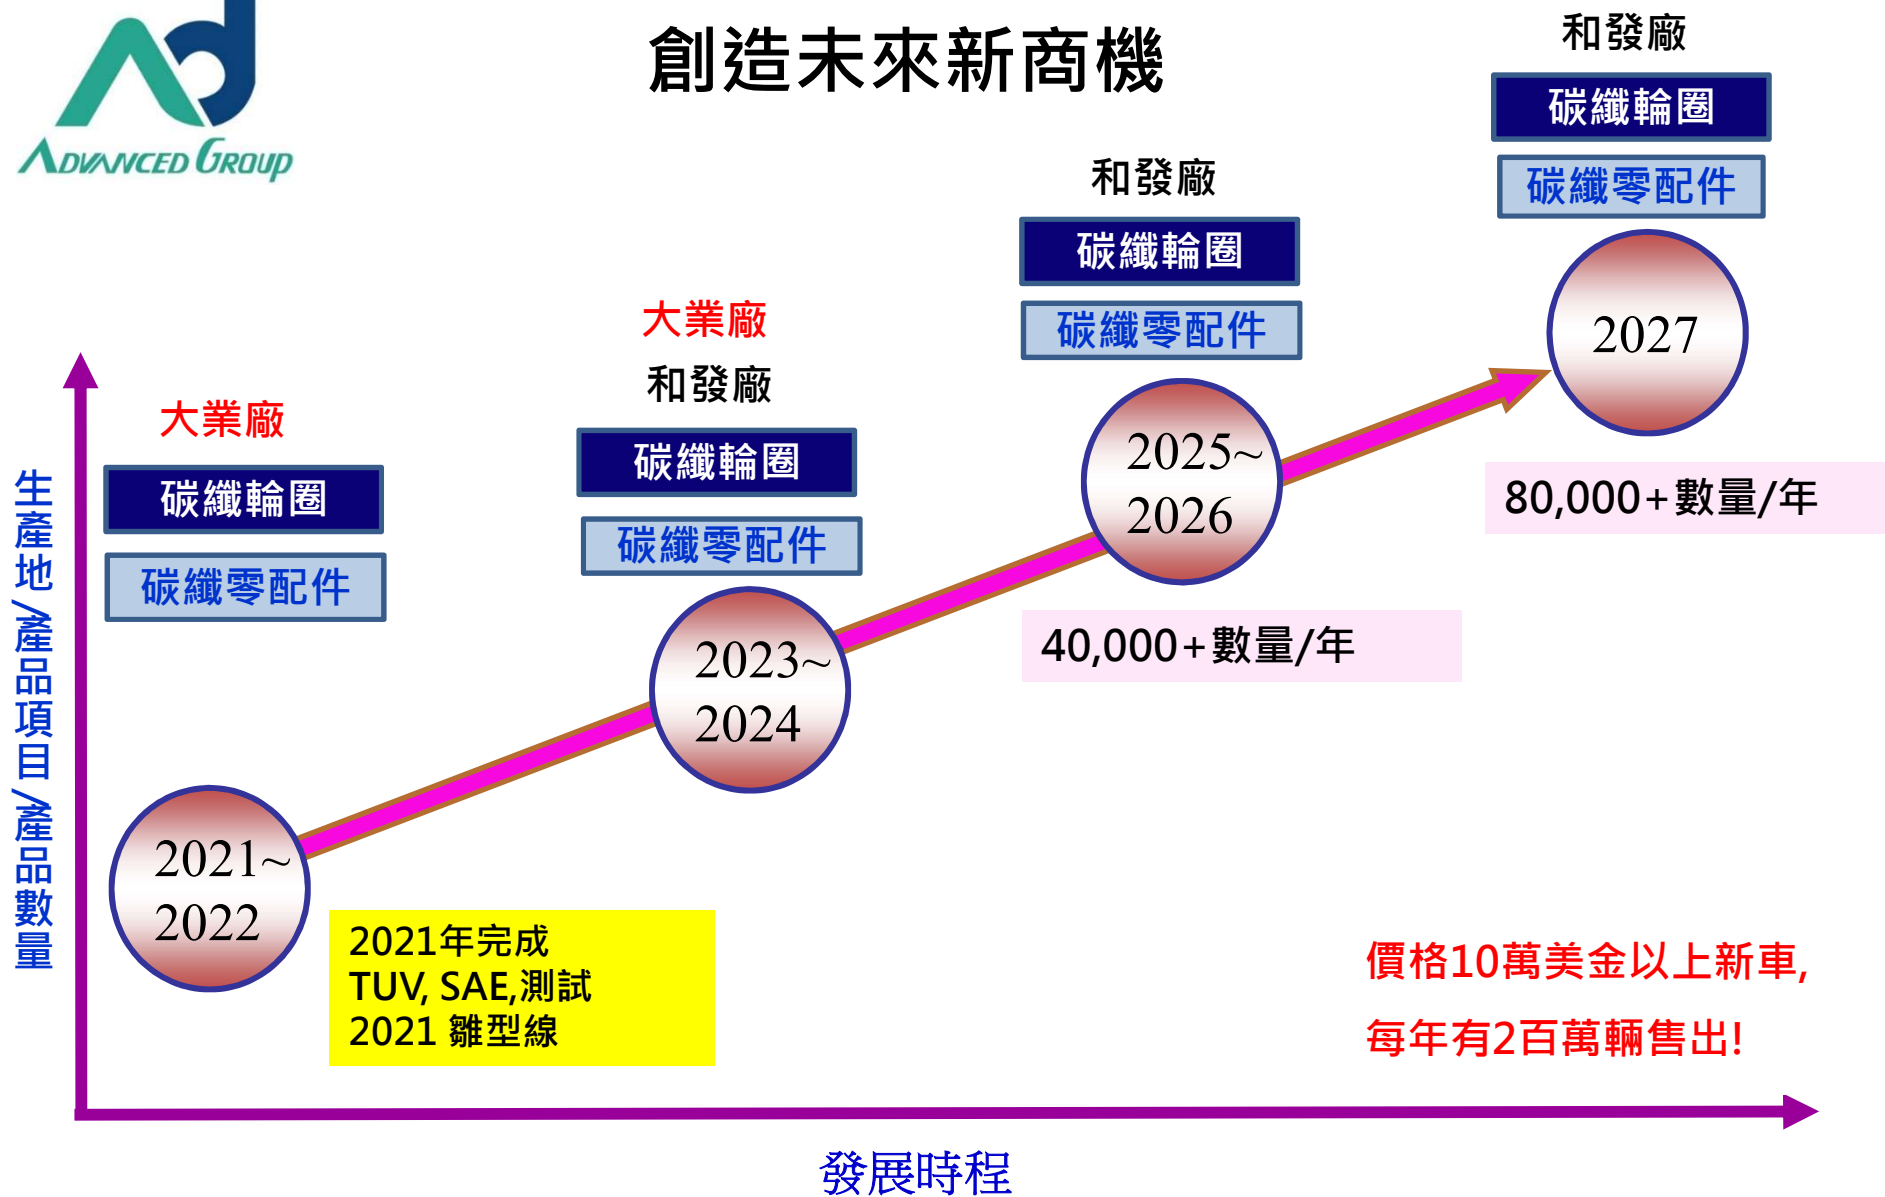 ADVANCED GROUP
創造未來新商機
和發廠
碳纖輪圈
碳纖零配件
2027
80,000+數量/年
和發廠
碳纖輪圈
碳纖零配件
2025~
2026
40,000+數量/年
大業廠
和發廠
碳纖輪圈
碳纖零配件
2023~
2024
大業廠
碳纖輪圈
碳纖零配件
2021~
2022
2021年完成
TUV, SAE,測試
2021 雛型線
價格10萬美金以上新車,
每年有2百萬輛售出!
生產地/產品項目/產品數量
發展時程